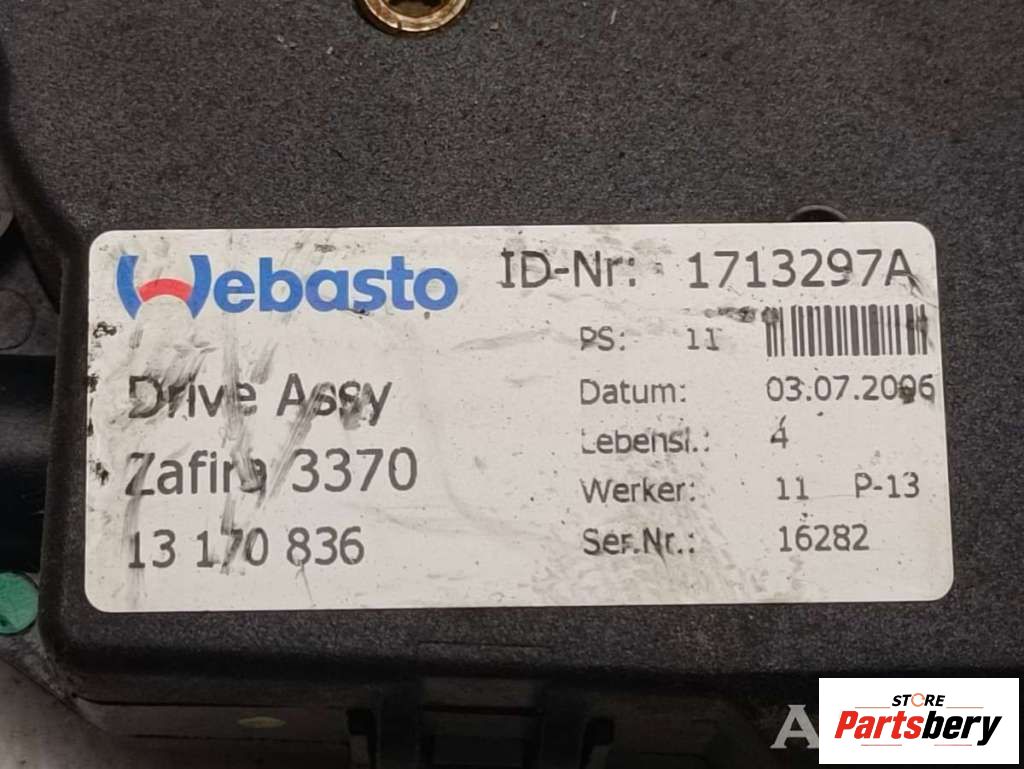 Webasto
ID-Nr: 1713297A
PS: 11
Drive Assy
Datum: 03.07.2006
Zafira 3370
Lebensl.: 4
Werker: 11 P-13
13 170 836
Ser.Nr.: 16282
STORE
Partsbery